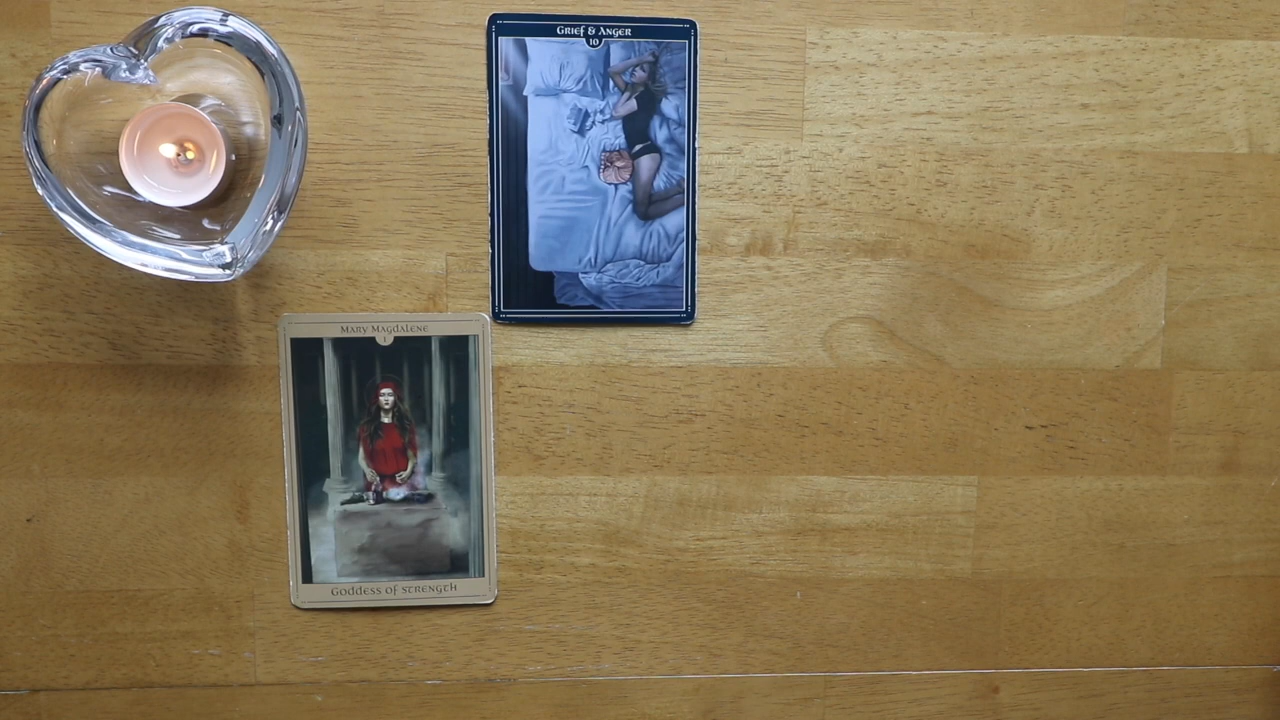 Grief & Anger
10
Mary Magdalene
1
Goddess of Strength